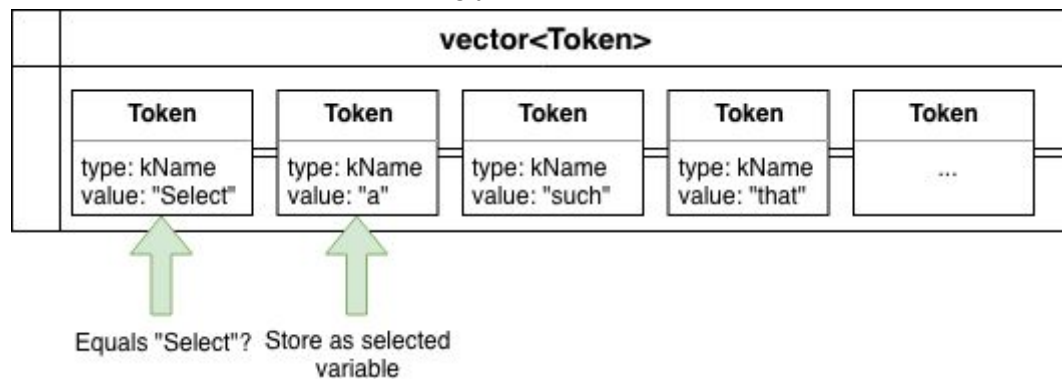 vector<Token>
Token
type: kName
value: "Select"
Token
type: kName
value: "a"
Token
type: kName
value: "such"
Token
type: kName
value: "that"
Token
...
Equals "Select"?
Store as selected
variable